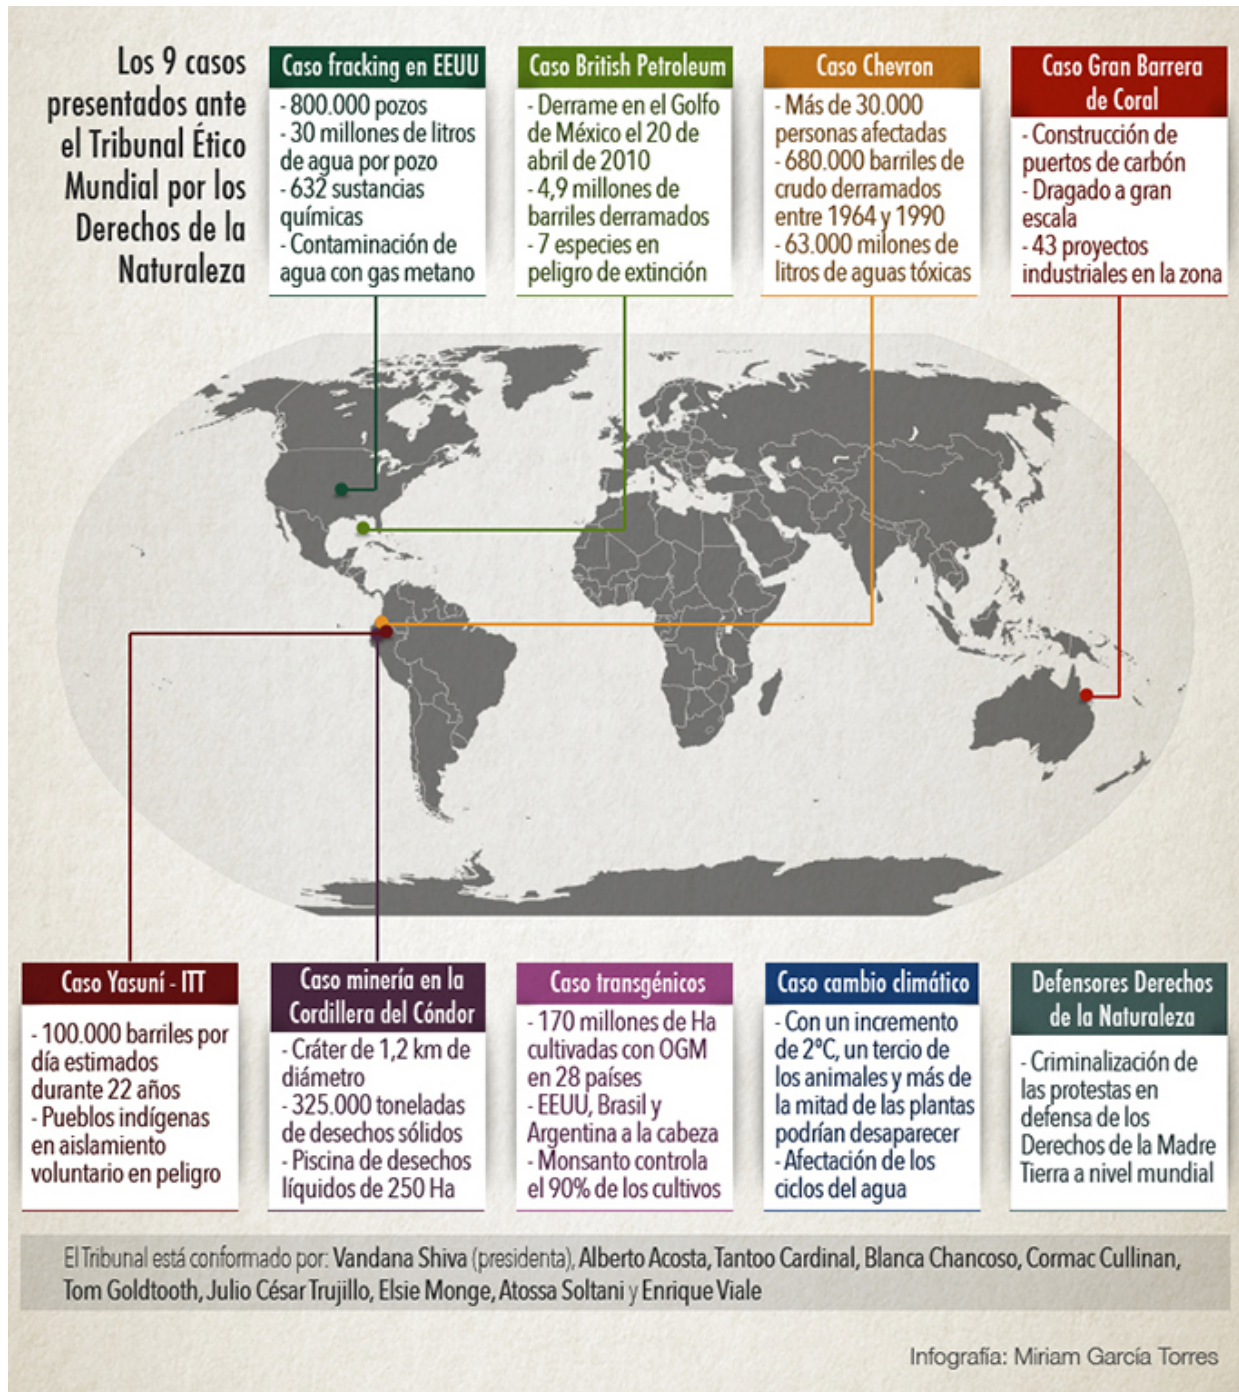 Los 9 casos
presentados ante
el Tribunal Ético
Mundial por los
Derechos de la
Naturaleza
Caso fracking en EEUU
- 800.000 pozos
- 30 millones de litros
de agua por pozo
- 632 sustancias
químicas
- Contaminación de
agua con gas metano
Caso British Petroleum
- Derrame en el Golfo
de México el 20 de
abril de 2010
- 4,9 millones de
barriles derramados
- 7 especies en
peligro de extinción
Caso Chevron
- Más de 30.000
personas afectadas
- 680.000 barriles de
crudo derramados
entre 1964 y 1990
- 63.000 milones de
litros de aguas tóxicas
Caso Gran Barrera
de Coral
- Construcción de
puertos de carbón
- Dragado a gran
escala
- 43 proyectos
industriales en la zona
Caso Yasuní - ITT
- 100.000 barriles por
día estimados
durante 22 años
- Pueblos indígenas
en aislamiento
voluntario en peligro
Caso minería en la
Cordillera del Cóndor
- Cráter de 1,2 km de
diámetro
- 325.000 toneladas
de desechos sólidos
- Piscina de desechos
líquidos de 250 Ha
Caso transgénicos
- 170 millones de Ha
cultivadas con OGM
en 28 países
- EEUU, Brasil y
Argentina a la cabeza
- Monsanto controla
el 90% de los cultivos
Caso cambio climático
- Con un incremento
de 2ºC, un tercio de
los animales y más de
la mitad de las plantas
podrían desaparecer
- Afectación de los
ciclos del agua
Defensores Derechos
de la Naturaleza
- Criminalización de
las protestas en
defensa de los
Derechos de la Madre
Tierra a nivel mundial
El Tribunal está conformado por: Vandana Shiva (presidenta), Alberto Acosta, Tantoo Cardinal, Blanca Chancoso, Cormac Cullinan,
Tom Goldtooth, Julio César Trujillo, Elsie Monge, Atossa Soltani y Enrique Viale
Infografía: Miriam García Torres